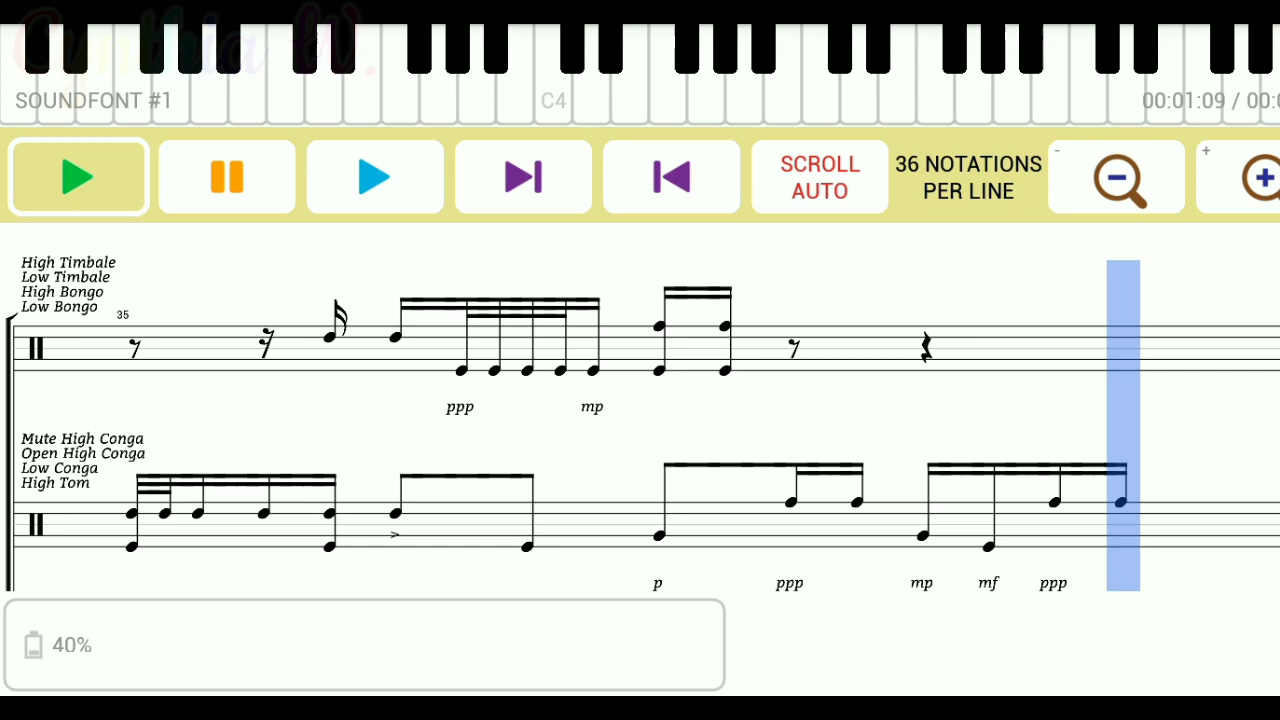 Cynthia W.
SOUNDFONT #1
C4
00:01:09 / 00:0
SCROLL
AUTO
36 NOTATIONS
PER LINE
-
+
High Timbale
Low Timbale
High Bongo
Low Bongo
35
ppp mp
Mute High Conga
Open High Conga
Low Conga
High Tom
>
p ppp mp mf ppp
40%